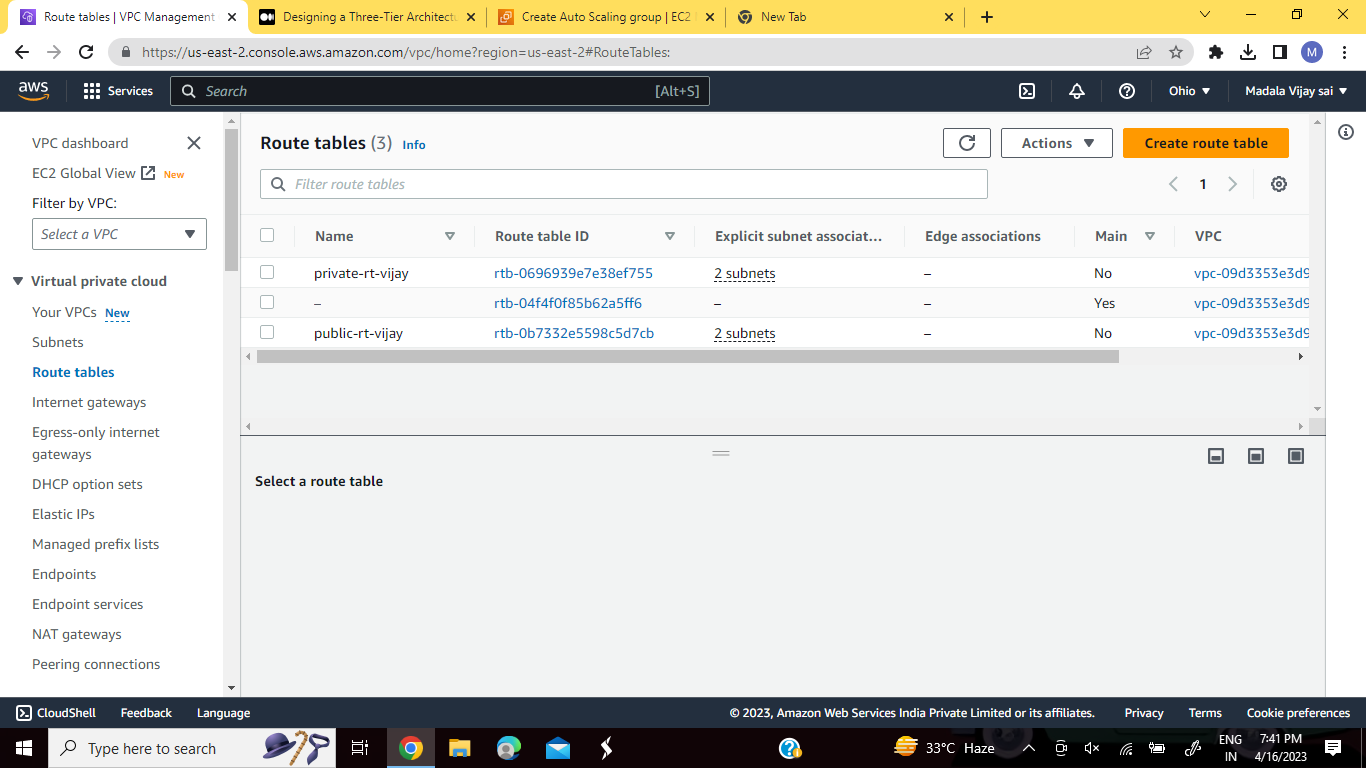 Route tables | VPC Management
Designing a Three-Tier Architectu
Create Auto Scaling group | EC2
New Tab
https://us-east-2.console.aws.amazon.com/vpc/home?region=us-east-2#RouteTables:
M
aws
Services
Search
[Alt+S]
Ohio
Madala Vijay sai
VPC dashboard
EC2 Global View New
Filter by VPC:
Select a VPC
Virtual private cloud
Your VPCs New
Subnets
Route tables
Internet gateways
Egress-only internet
gateways
DHCP option sets
Elastic IPs
Managed prefix lists
Endpoints
Endpoint services
NAT gateways
Peering connections
Route tables (3) Info
Actions
Create route table
Filter route tables
1
Name Route table ID Explicit subnet associat... Edge associations Main VPC
private-rt-vijay rtb-0696939e7e38ef755 2 subnets – No vpc-09d3353e3d9
– rtb-04f4f0f85b62a5ff6 – – Yes vpc-09d3353e3d9
public-rt-vijay rtb-0b7332e5598c5d7cb 2 subnets – No vpc-09d3353e3d9
Select a route table
CloudShell Feedback Language © 2023, Amazon Web Services India Private Limited or its affiliates. Privacy Terms Cookie preferences
Type here to search
33°C Haze
ENG
IN
7:41 PM
4/16/2023